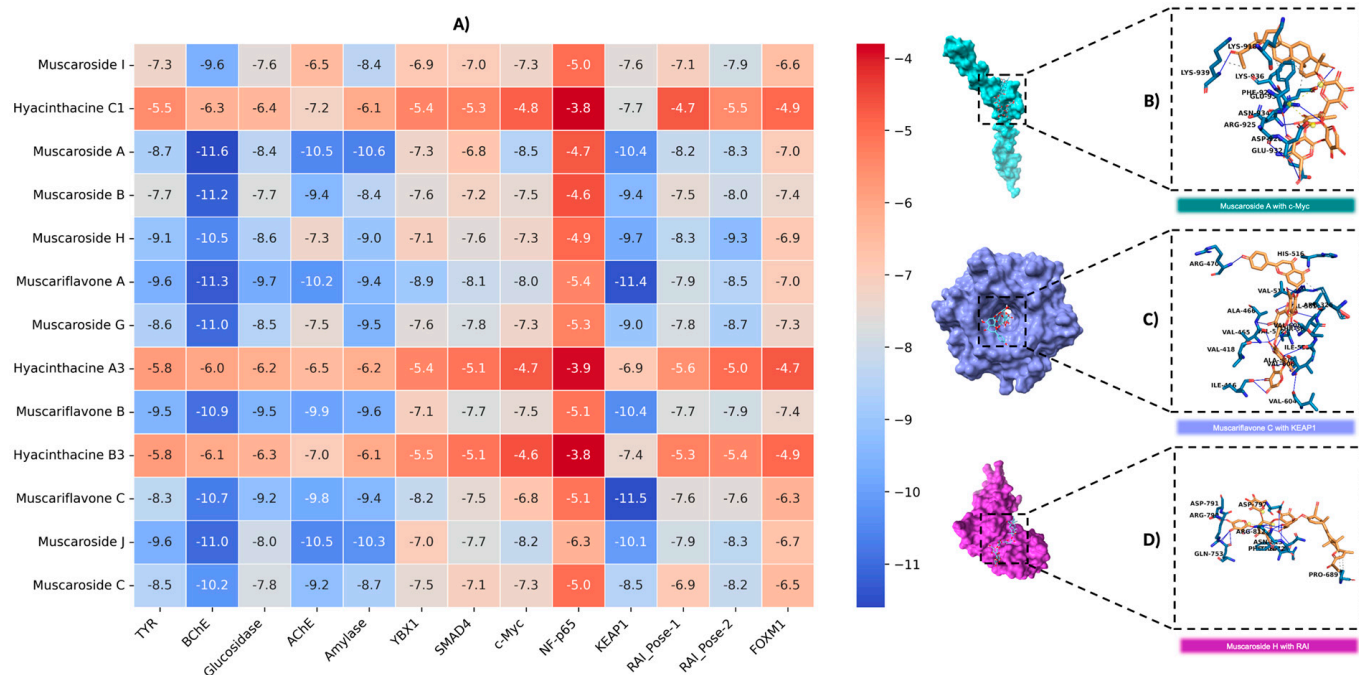 A)
Muscaroside I -7.3 -9.6 -7.6 -6.5 -8.4 -6.9 -7.0 -7.3 -5.0 -7.6 -7.1 -7.9 -6.6
Hyacinthacine C1 -5.5 -6.3 -6.4 -7.2 -6.1 -5.4 -5.3 -4.8 -3.8 -7.7 -4.7 -5.5 -4.9
Muscaroside A -8.7 -11.6 -8.4 -10.5 -10.6 -7.3 -6.8 -8.5 -4.7 -10.4 -8.2 -8.3 -7.0
Muscaroside B -7.7 -11.2 -7.7 -9.4 -8.4 -7.6 -7.2 -7.5 -4.6 -9.4 -7.5 -8.0 -7.4
Muscaroside H -9.1 -10.5 -8.6 -7.3 -9.0 -7.1 -7.6 -7.3 -4.9 -9.7 -8.3 -9.3 -6.9
Muscariflavone A -9.6 -11.3 -9.7 -10.2 -9.6 -8.9 -8.1 -8.0 -5.4 -11.4 -7.9 -8.5 -7.0
Muscaroside G -8.6 -11.0 -8.5 -7.5 -9.5 -7.6 -7.8 -7.3 -5.3 -9.0 -7.8 -8.7 -7.3
Hyacinthacine A3 -5.8 -6.0 -6.2 -6.5 -6.2 -5.4 -5.1 -4.7 -3.9 -6.9 -5.6 -5.0 -4.7
Muscariflavone B -9.5 -10.9 -9.5 -9.9 -9.6 -7.1 -7.7 -7.5 -5.1 -10.4 -7.7 -7.9 -7.4
Hyacinthacine B3 -5.8 -6.1 -6.3 -7.0 -6.1 -5.5 -5.1 -4.6 -3.8 -7.4 -5.3 -5.4 -4.9
Muscariflavone C -8.3 -10.7 -9.2 -9.8 -9.4 -8.2 -7.5 -6.8 -5.1 -11.5 -7.6 -7.6 -6.3
Muscaroside J -9.6 -11.0 -8.0 -10.5 -10.3 -7.0 -7.7 -8.2 -6.3 -10.1 -7.9 -8.3 -6.7
Muscaroside C -8.5 -10.2 -7.8 -9.2 -8.7 -7.5 -7.1 -7.3 -5.0 -8.5 -6.9 -8.2 -6.5
TYR BChE Glucosidase AChE Amylase YBX1 SMAD4 c-Myc NF-p65 KEAP1 RAI_Pose-1 RAI_Pose-2 FOXM1
-4
-5
-6
-7
-8
-9
-10
-11
B)
LYS-939
LYS-936
ARG-925
GLU-932
Muscaroside A with c-Myc
C)
ARG-470
HIS-516
ALA-466
VAL-465
VAL-418
VAL-604
Muscariflavone C with KEAP1
D)
ASP-791
GLN-753
PRO-689
Muscaroside H with RAI